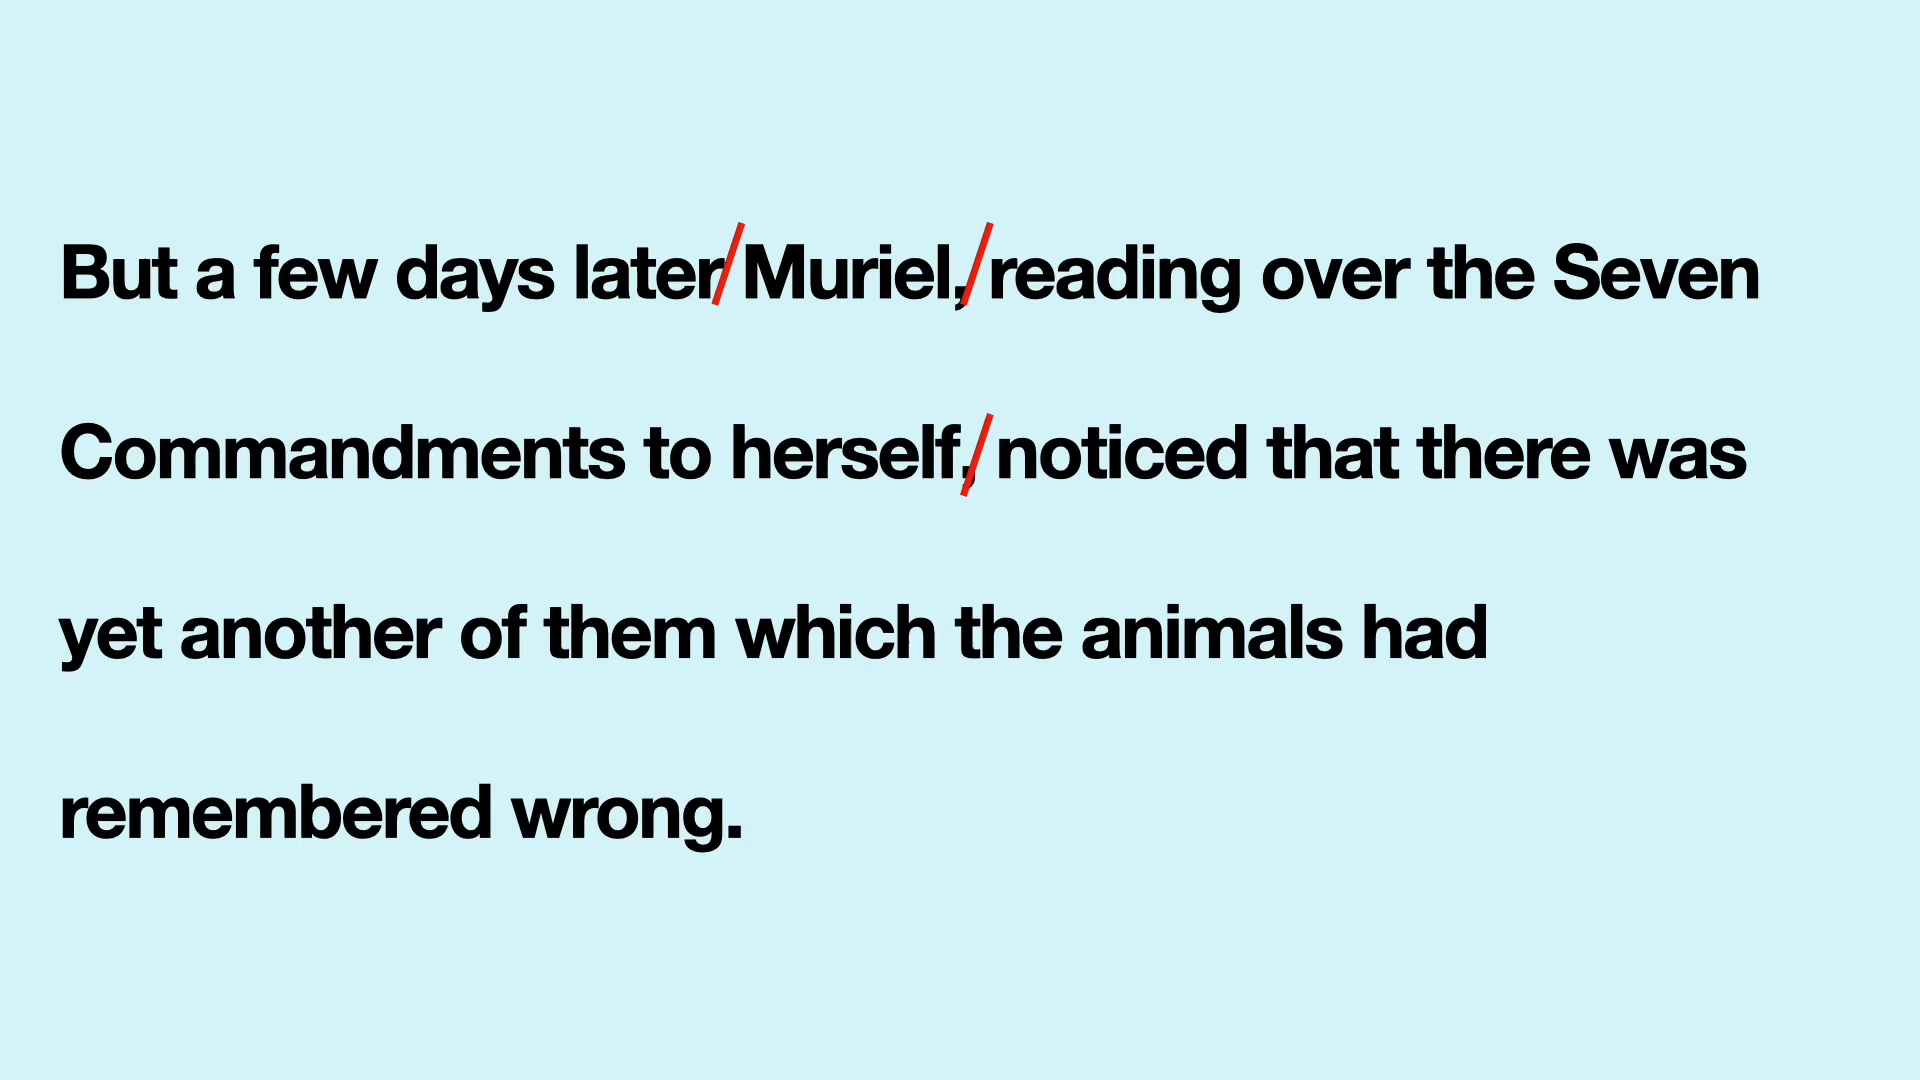 But a few days later/Muriel,/reading over the Seven
Commandments to herself,/noticed that there was
yet another of them which the animals had
remembered wrong.